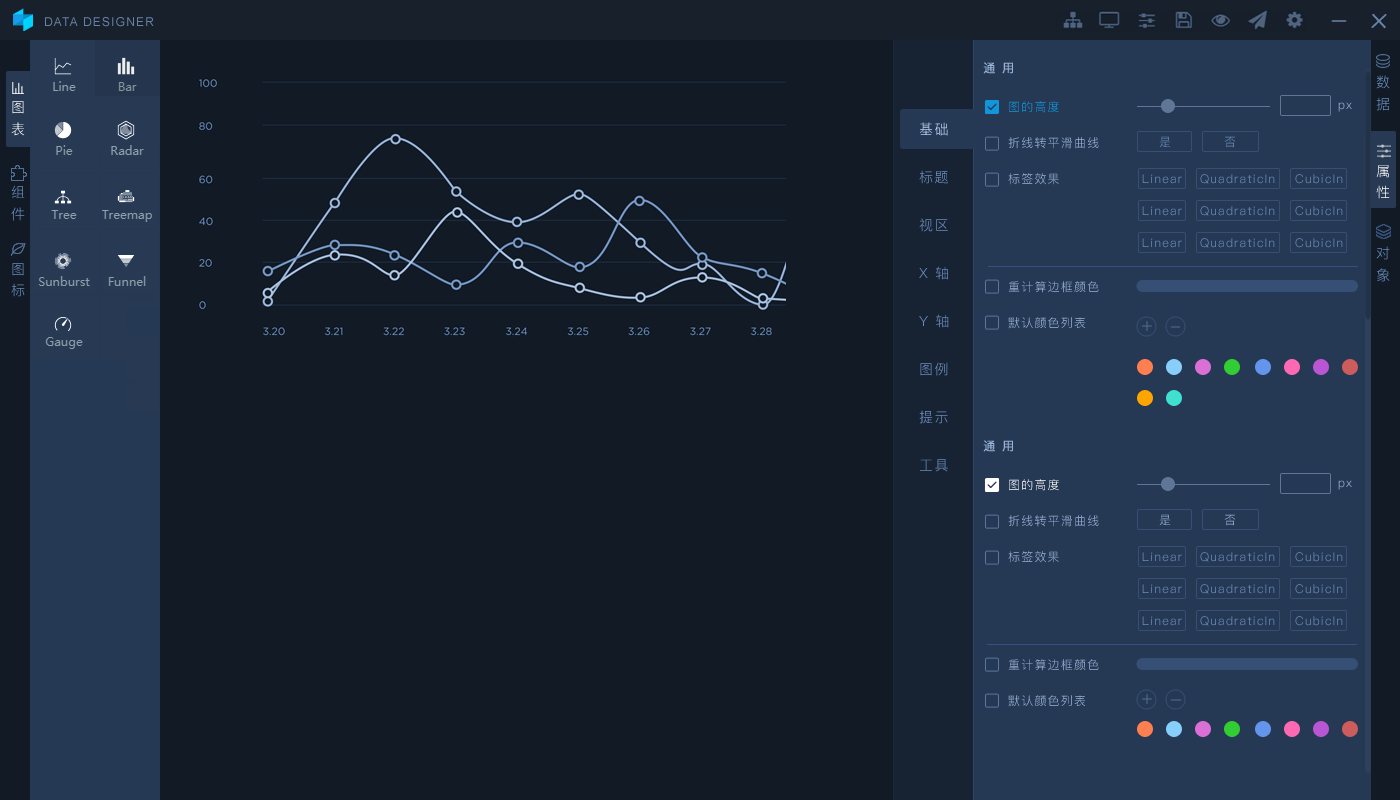 DATA DESIGNER
图
表
组
件
图
标
Line
Bar
Pie
Radar
Tree
Treemap
Sunburst
Funnel
Gauge
100
80
60
40
20
0
3.20 3.21 3.22 3.23 3.24 3.25 3.26 3.27 3.28
基础
标题
视区
X 轴
Y 轴
图例
提示
工具
通 用
图的高度 px
折线转平滑曲线 是 否
标签效果 Linear QuadraticIn CubicIn
Linear QuadraticIn CubicIn
Linear QuadraticIn CubicIn
重计算边框颜色
默认颜色列表
通 用
图的高度 px
折线转平滑曲线 是 否
标签效果 Linear QuadraticIn CubicIn
Linear QuadraticIn CubicIn
Linear QuadraticIn CubicIn
重计算边框颜色
默认颜色列表
数
据
属
性
对
象